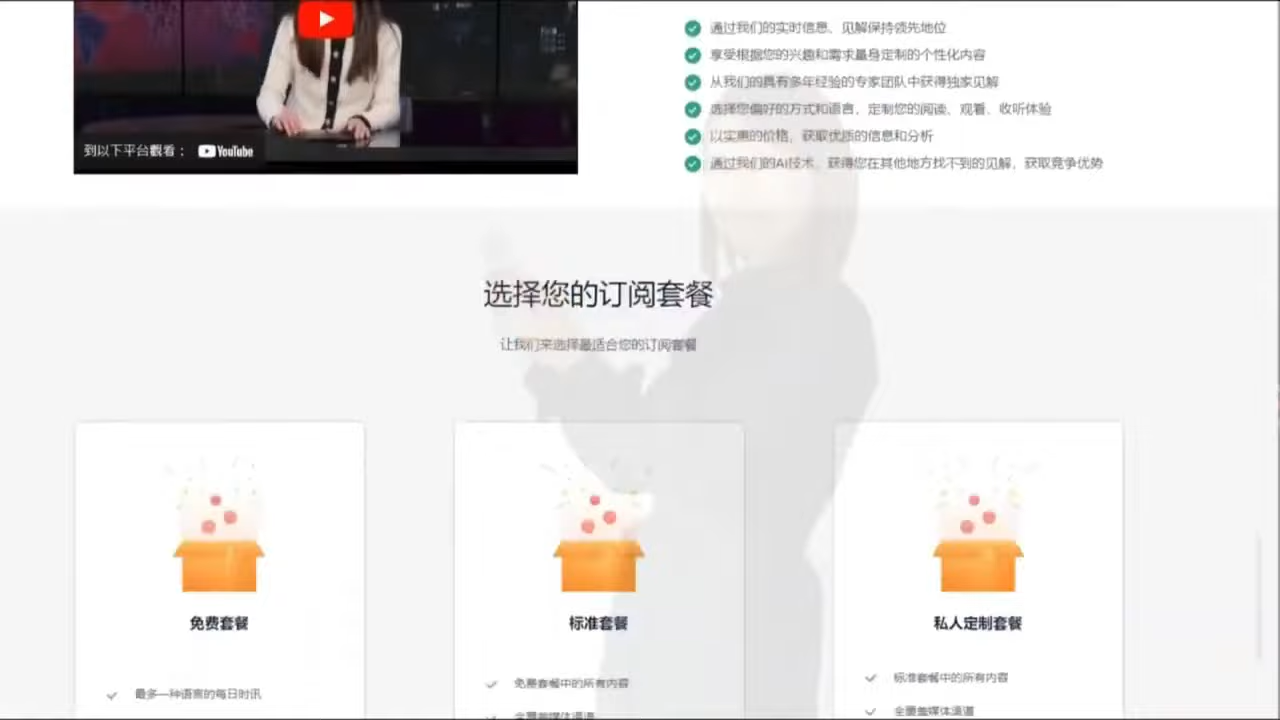 到以下平台觀看： YouTube
通过我们的实时信息、见解保持领先地位
享受根据您的兴趣和需求量身定制的个性化内容
从我们的具有多年经验的专家团队中获得独家见解
选择您偏好的方式和语言，定制您的阅读、观看、收听体验
以实惠的价格，获取优质的信息和分析
通过我们的AI技术，获得您在其他地方找不到的见解，获取竞争优势
选择您的订阅套餐
让我们来选择最适合您的订阅套餐
免费套餐
最多一种语言的每日时讯
标准套餐
免费套餐中的所有内容
全覆盖媒体渠道
私人定制套餐
标准套餐中的所有内容
全覆盖媒体渠道